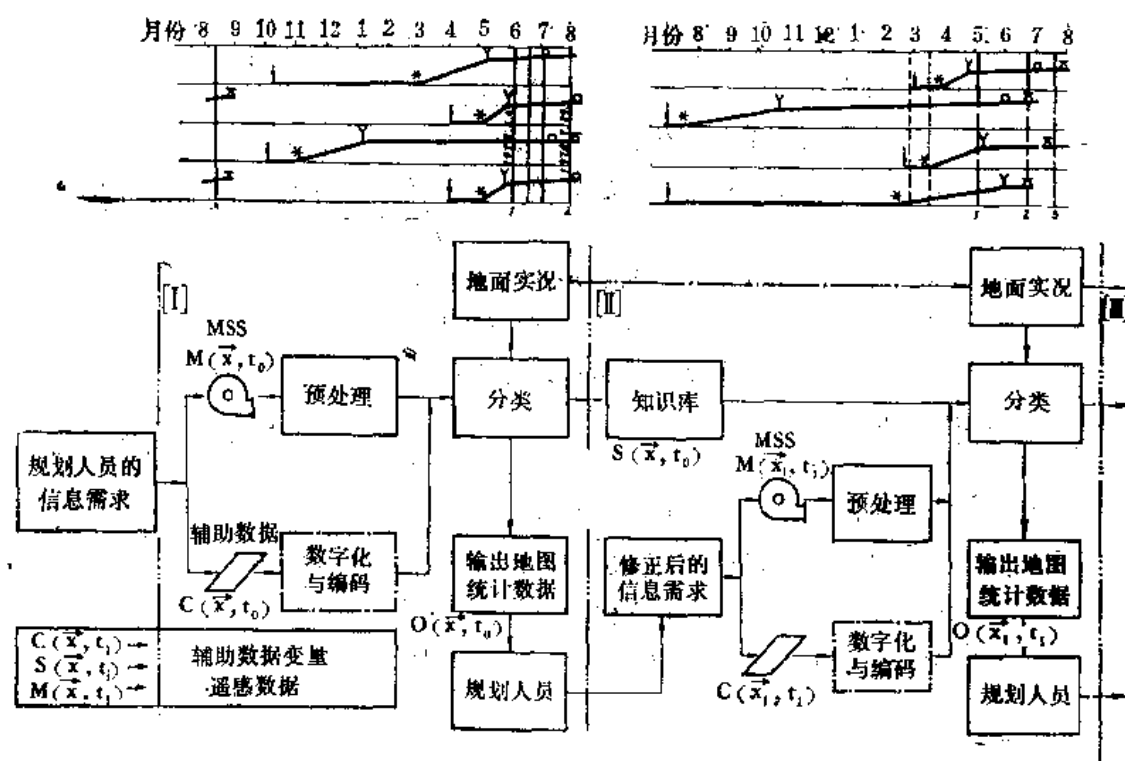 月份 8 9 10 11 12 1 2 3 4 5 6 7 8
月份 8 9 10 11 12 1 2 3 4 5 6 7 8
地面实况
[Ⅰ]
MSS
M(x, t₀)
预处理
分类
规划人员的
信息需求
辅助数据
C(x, t₀)
数字化
与编码
输出地图
统计数据
O(x, t₀)
规划人员
C(x, tᵢ)
S(x, tᵢ)
M(x, tᵢ)
辅助数据变量
遥感数据
[Ⅱ]
知识库
S(x, t₀)
修正后的
信息需求
MSS
M(x₁, t₁)
预处理
C(x₁, t₁)
数字化
与编码
地面实况
[Ⅲ]
分类
输出地图
统计数据
O(x₁, t₁)
规划人员